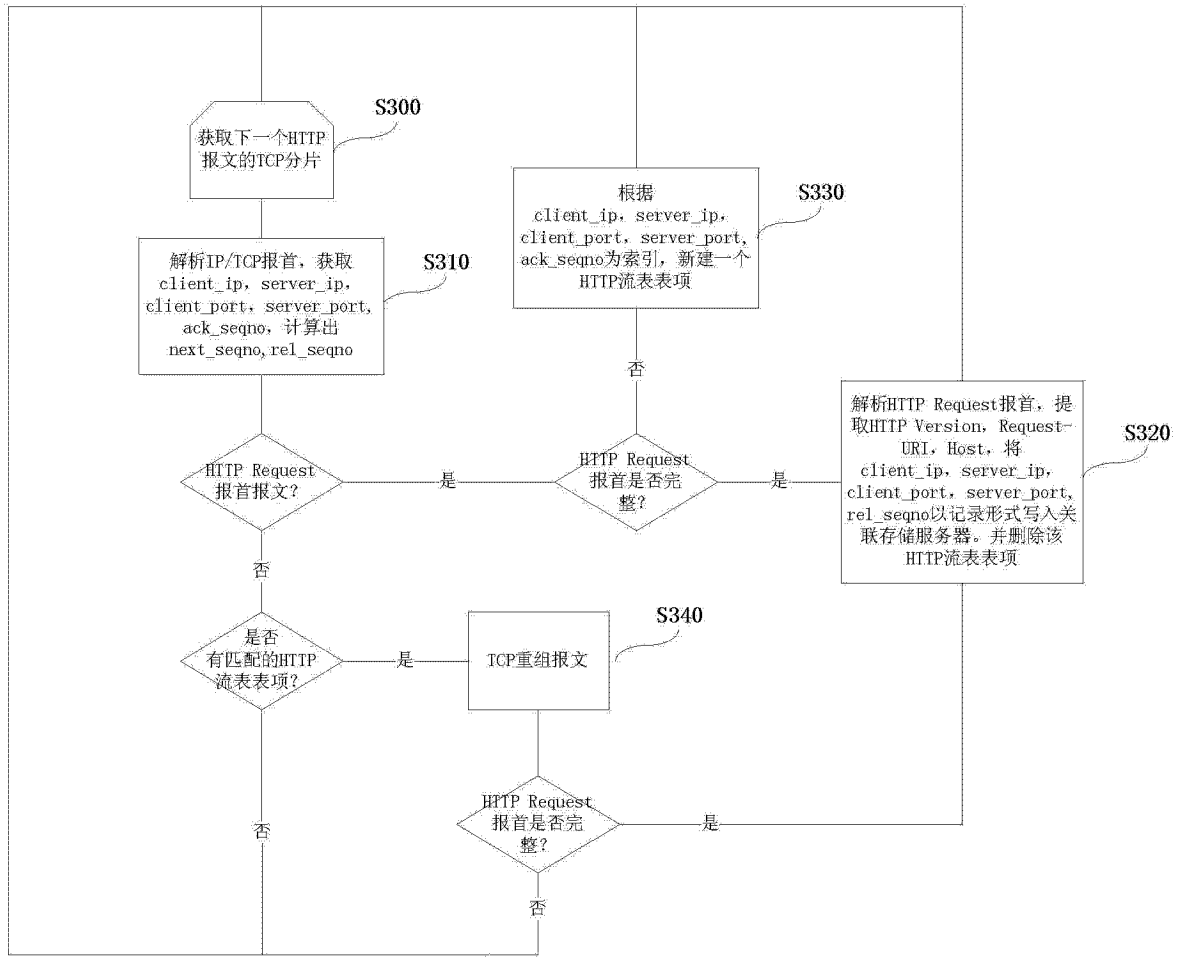 S300
获取下一个HTTP
报文的TCP分片
S310
解析IP/TCP报首，获取
client_ip，server_ip，
client_port，server_port,
ack_seqno，计算出
next_seqno,rel_seqno
S330
根据
client_ip，server_ip，
client_port，server_port,
ack_seqno为索引，新建一个
HTTP流表表项
否
S320
解析HTTP Request报首，提
取HTTP Version，Request-
URI，Host，将
client_ip，server_ip，
client_port，server_port,
rel_seqno以记录形式写入关
联存储服务器。并删除该
HTTP流表表项
HTTP Request
报首报文？
是
HTTP Request
报首是否完
整？
是
否
是否
有匹配的HTTP
流表表项？
是
S340
TCP重组报文
HTTP Request
报首是否完
整？
是
否
否